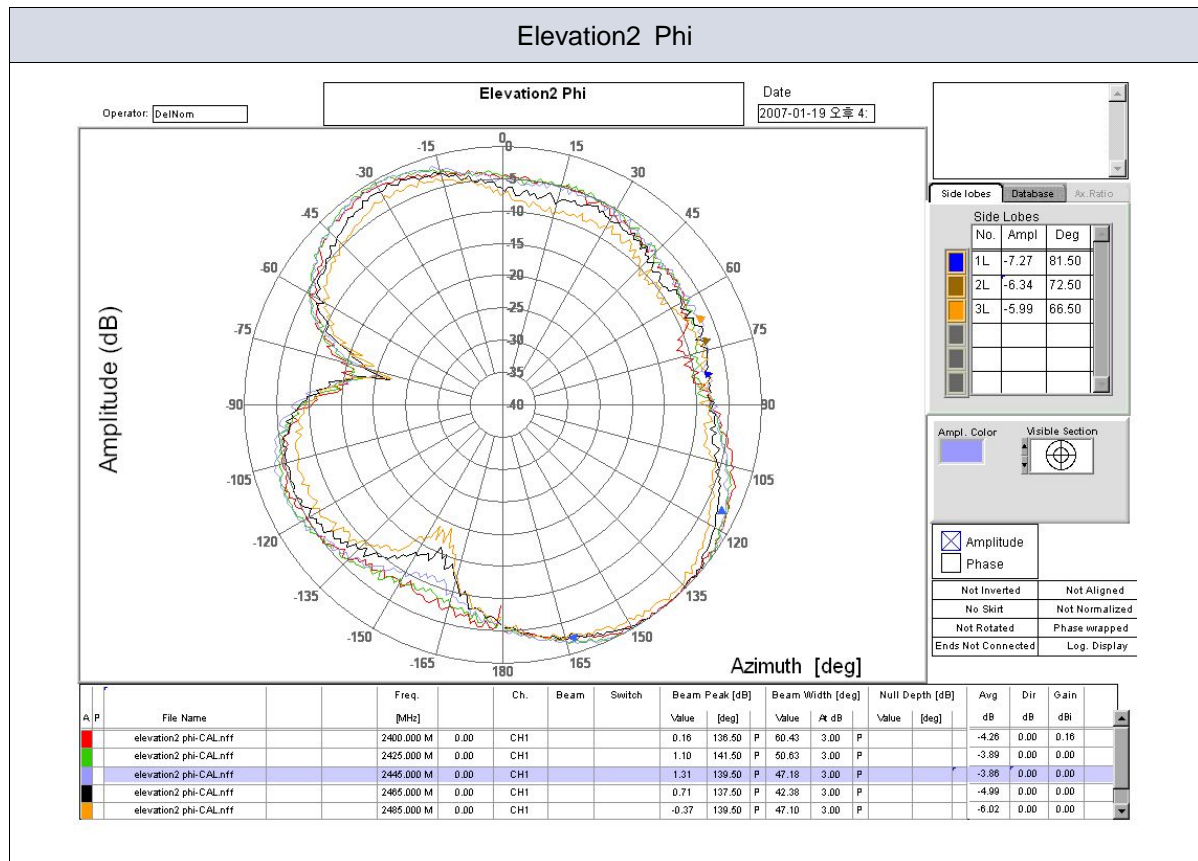 Elevation2 Phi
Elevation2 Phi
Operator: DelNom
Date
2007-01-19 오후 4:
Amplitude (dB)
Azimuth [deg]
0
15
30
45
60
75
90
105
120
135
150
165
180
-165
-150
-135
-120
-105
-90
-75
-60
-45
-30
-15
-0
-5
-10
-15
-20
-25
-30
-35
-40
Side lobes Database Ax.Ratio
Side Lobes
No. Ampl Deg
1L -7.27 81.50
2L -6.34 72.50
3L -5.99 66.50
Ampl. Color Visible Section
Amplitude
Phase
Not Inverted Not Aligned
No Skirt Not Normalized
Not Rotated Phase wrapped
Ends Not Connected Log. Display
Freq. Ch. Beam Switch Beam Peak [dB] Beam Width [deg] Null Depth [dB] Avg Dir Gain
A P File Name [MHz] Value [deg] Value At dB Value [deg] dB dB dBi
elevation2 phi-CAL.nff 2400.000 M 0.00 CH1 0.16 136.50 P 60.43 3.00 P -4.26 0.00 0.16
elevation2 phi-CAL.nff 2425.000 M 0.00 CH1 1.10 141.50 P 50.63 3.00 P -3.89 0.00 0.00
elevation2 phi-CAL.nff 2445.000 M 0.00 CH1 1.31 139.50 P 47.18 3.00 P -3.86 0.00 0.00
elevation2 phi-CAL.nff 2465.000 M 0.00 CH1 0.71 137.50 P 42.38 3.00 P -4.99 0.00 0.00
elevation2 phi-CAL.nff 2485.000 M 0.00 CH1 -0.37 139.50 P 47.10 3.00 P -6.02 0.00 0.00